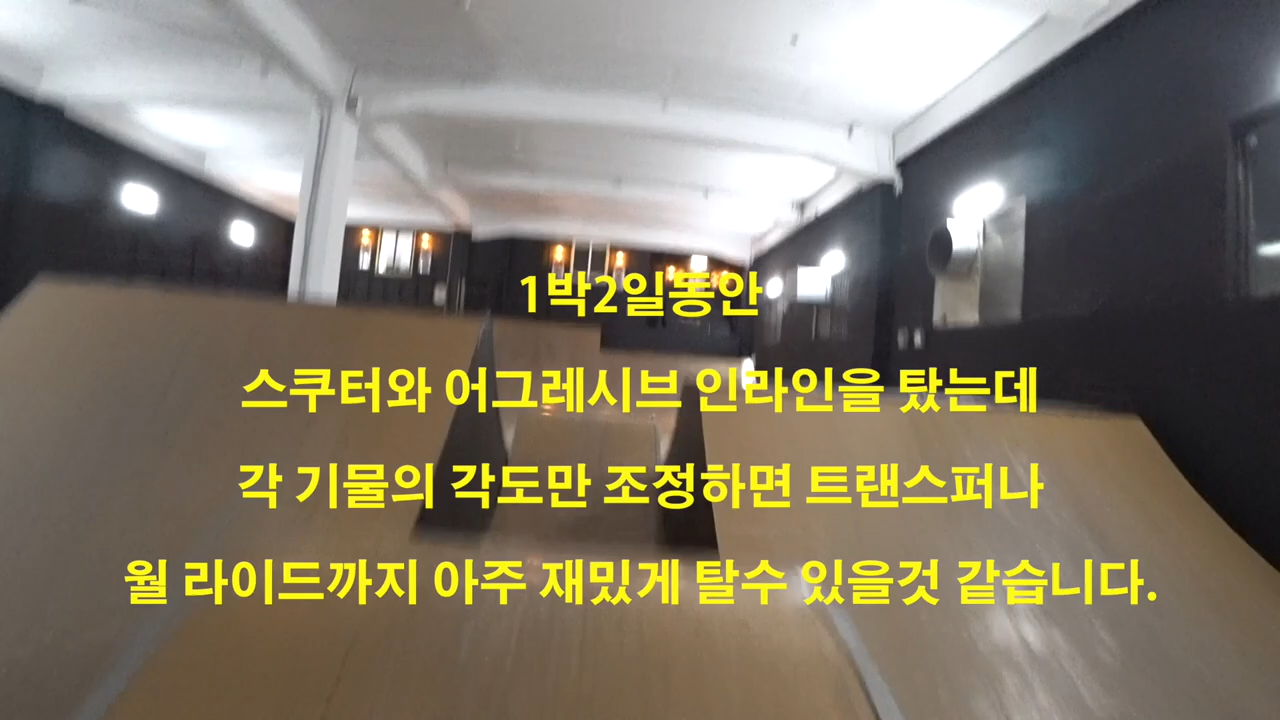 1박2일동안
스쿠터와 어그레시브 인라인을 탔는데
각 기물의 각도만 조정하면 트랜스퍼나
월 라이드까지 아주 재밌게 탈수 있을것 같습니다.